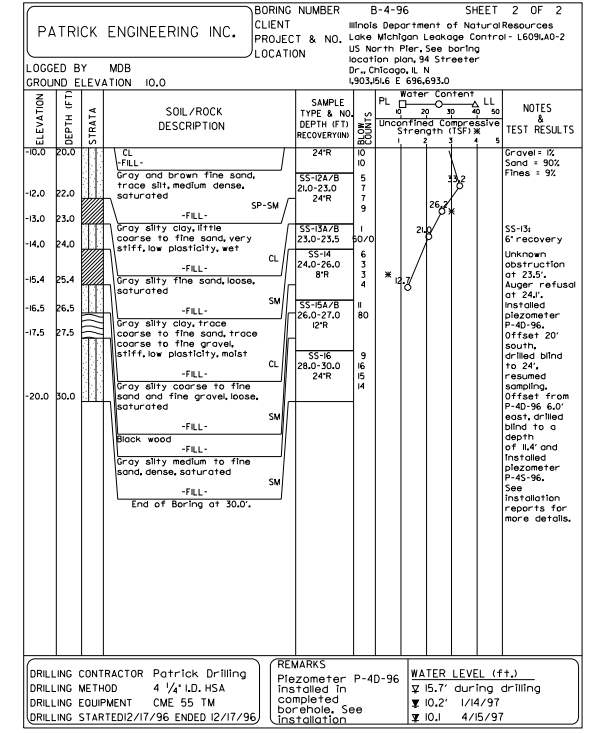 PATRICK ENGINEERING INC.
BORING NUMBER B-4-96 SHEET 2 OF 2
CLIENT Illinois Department of Natural Resources
PROJECT & NO. Lake Michigan Leakage Control - L6091.A0-2
LOCATION US North Pier, See boring
location plan, 94 Streeter
Dr., Chicago, IL N
1,903,151.6 E 696,693.0
LOGGED BY MDB
GROUND ELEVATION 10.0
ELEVATION
DEPTH (FT)
STRATA
SOIL/ROCK
DESCRIPTION
SAMPLE
TYPE & NO.
DEPTH (FT)
RECOVERY(IN)
BLOW
COUNTS
Water Content
PL LL
10 20 30 40 50
Unconfined Compressive
Strength (TSF) ✳
1 2 3 4 5
NOTES
&
TEST RESULTS
-10.0 20.0
CL
-FILL-
24"R
10
10
Gravel = 1%
Sand = 90%
Fines = 9%
Gray and brown fine sand,
trace silt, medium dense,
saturated
SP-SM
-FILL-
SS-12A/B
21.0-23.0
24"R
5
7
7
9
33.2
-12.0 22.0
26.2
-13.0 23.0
Gray silty clay, little
coarse to fine sand, very
stiff, low plasticity, wet
CL
-FILL-
SS-13A/B
23.0-23.5
1
50/0
21.0
SS-13:
6" recovery
-14.0 24.0
SS-14
24.0-26.0
8"R
6
3
3
4
12.7
Unknown
obstruction
at 23.5'.
Auger refusal
at 24.1'.
Installed
piezometer
P-4D-96.
Offset 20'
south,
drilled blind
to 24',
resumed
sampling.
Offset from
P-4D-96 6.0'
east, drilled
blind to a
depth
of 11.4' and
installed
piezometer
P-4S-96.
See
installation
reports for
more details.
-15.4 25.4
Gray silty fine sand, loose,
saturated
SM
-FILL-
-16.5 26.5
SS-15A/B
26.0-27.0
12"R
11
80
-17.5 27.5
Gray silty clay, trace
coarse to fine sand, trace
coarse to fine gravel,
stiff, low plasticity, moist
CL
-FILL-
SS-16
28.0-30.0
24"R
9
16
15
14
-20.0 30.0
Gray silty coarse to fine
sand and fine gravel, loose,
saturated
SM
-FILL-
Black wood
-FILL-
Gray silty medium to fine
sand, dense, saturated
SM
-FILL-
End of Boring at 30.0'.
DRILLING CONTRACTOR Patrick Drilling
DRILLING METHOD 4 1/4" I.D. HSA
DRILLING EQUIPMENT CME 55 TM
DRILLING STARTED12/17/96 ENDED 12/17/96
REMARKS
Piezometer P-4D-96
installed in
completed
borehole. See
installation
WATER LEVEL (ft.)
15.7' during drilling
10.2' 1/14/97
10.1 4/15/97